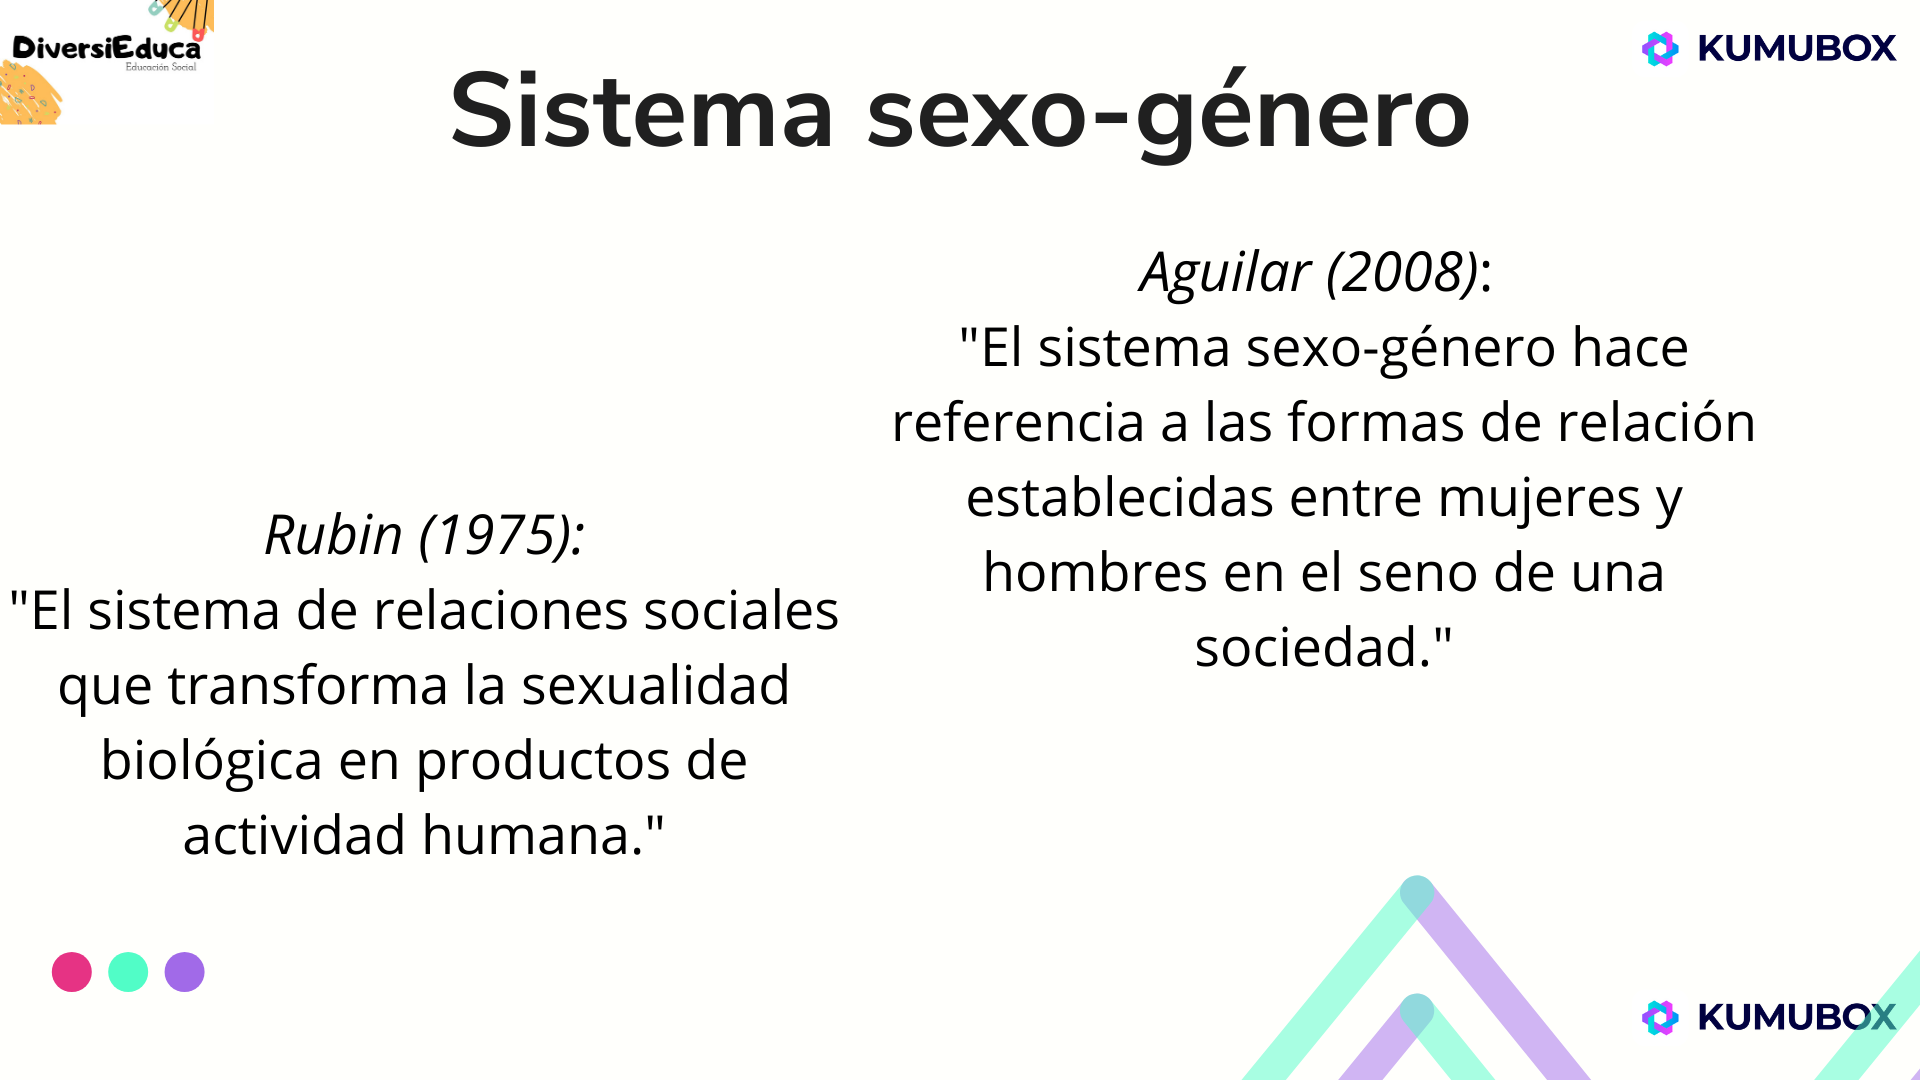 DiversiEduca
Educación Social
KUMUBOX
Sistema sexo-género
Rubin (1975):
"El sistema de relaciones sociales
que transforma la sexualidad
biológica en productos de
actividad humana."
Aguilar (2008):
"El sistema sexo-género hace
referencia a las formas de relación
establecidas entre mujeres y
hombres en el seno de una
sociedad."
KUMUBOX